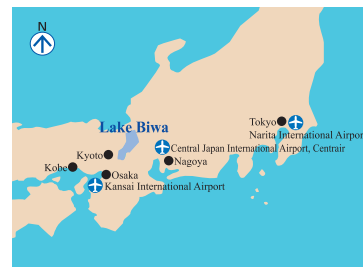 N
Tokyo
Narita International Airport
Lake Biwa
Central Japan International Airport, Centrair
Kyoto
Nagoya
Kobe
Osaka
Kansai International Airport